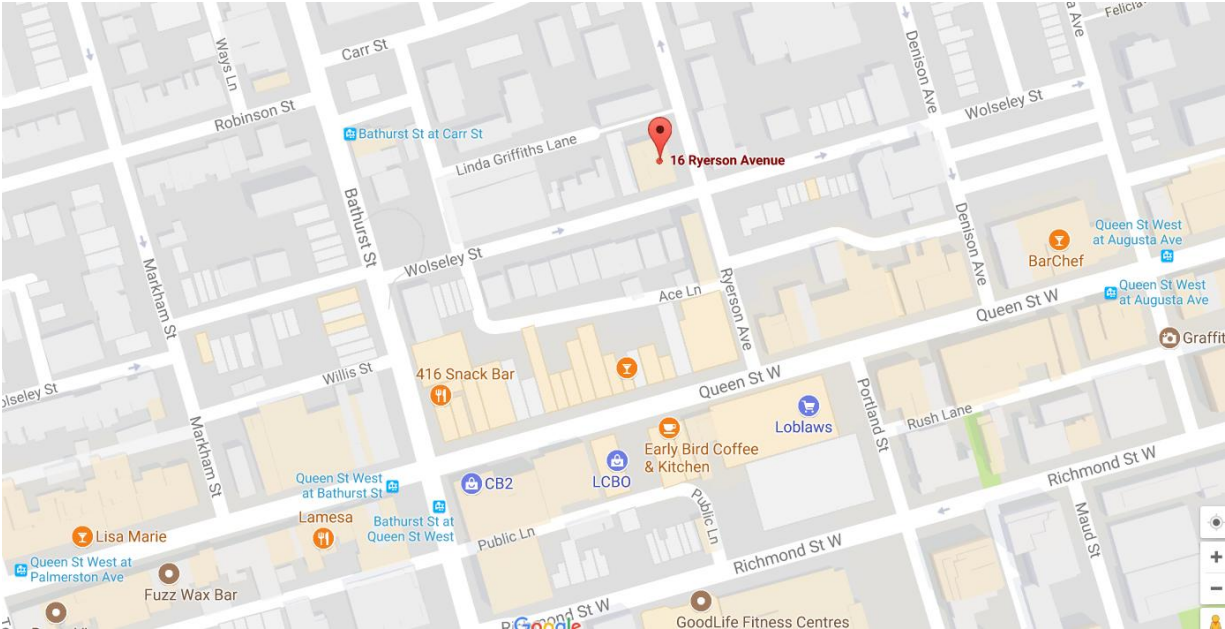 Felicia
a Ave
Carr St
Ways Ln
Denison Ave
Robinson St
Wolseley St
Bathurst St at Carr St
Linda Griffiths Lane
16 Ryerson Avenue
Bathurst St
Queen St West
at Augusta Ave
Denison Ave
BarChef
Wolseley St
Markham St
Ryerson Ave
Ace Ln
Queen St West
at Augusta Ave
Queen St W
Graffit
416 Snack Bar
Willis St
olseley St
Queen St W
Portland St
Loblaws
Rush Lane
Early Bird Coffee
& Kitchen
Markham St
Richmond St W
Queen St West
at Bathurst St
CB2
LCBO
Public Ln
Maud St
Lamesa
Bathurst St at
Queen St West
Lisa Marie
Public Ln
Richmond St W
Queen St West at
Palmerston Ave
Fuzz Wax Bar
Google
mond St W
GoodLife Fitness Centres
+
−